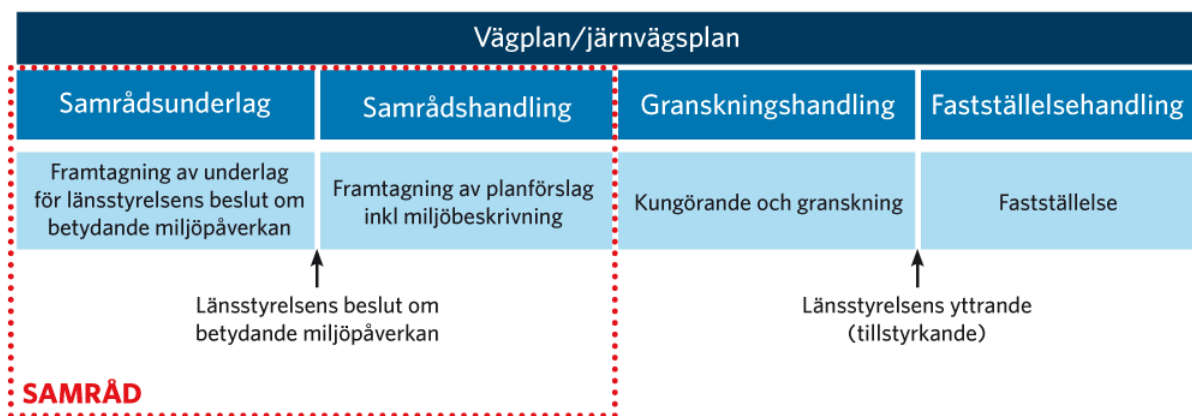 Vägplan/järnvägsplan
Samrådsunderlag
Samrådshandling
Granskningshandling
Fastställelsehandling
Framtagning av underlag
för länsstyrelsens beslut om
betydande miljöpåverkan
Framtagning av planförslag
inkl miljöbeskrivning
Kungörande och granskning
Fastställelse
Länsstyrelsens beslut om
betydande miljöpåverkan
Länsstyrelsens yttrande
(tillstyrkande)
SAMRÅD